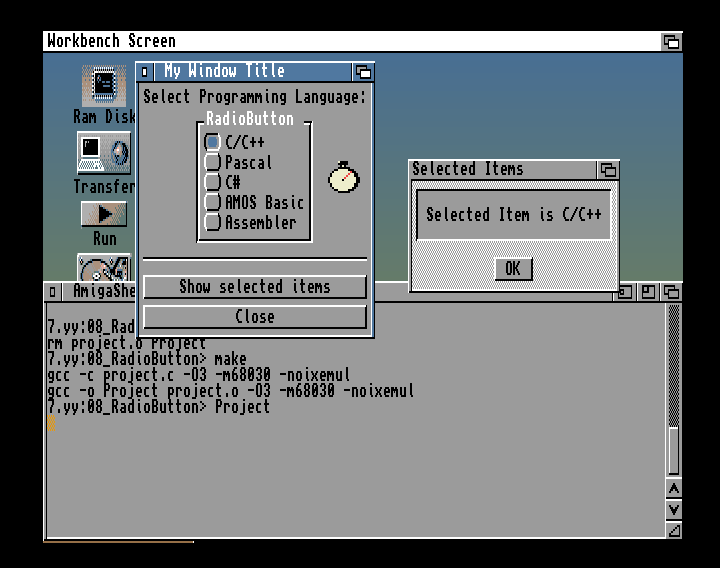 Workbench Screen
Ram Disk
Transfer
Run
My Window Title
Select Programming Language:
RadioButton
C/C++
Pascal
C#
AMOS Basic
Assembler
Show selected items
Close
Selected Items
Selected Item is C/C++
OK
AmigaShe
7.yy:08_Rad
rm project.o Project
7.yy:08_RadioButton> make
gcc -c project.c -O3 -m68030 -noixemul
gcc -o Project project.o -O3 -m68030 -noixemul
7.yy:08_RadioButton> Project